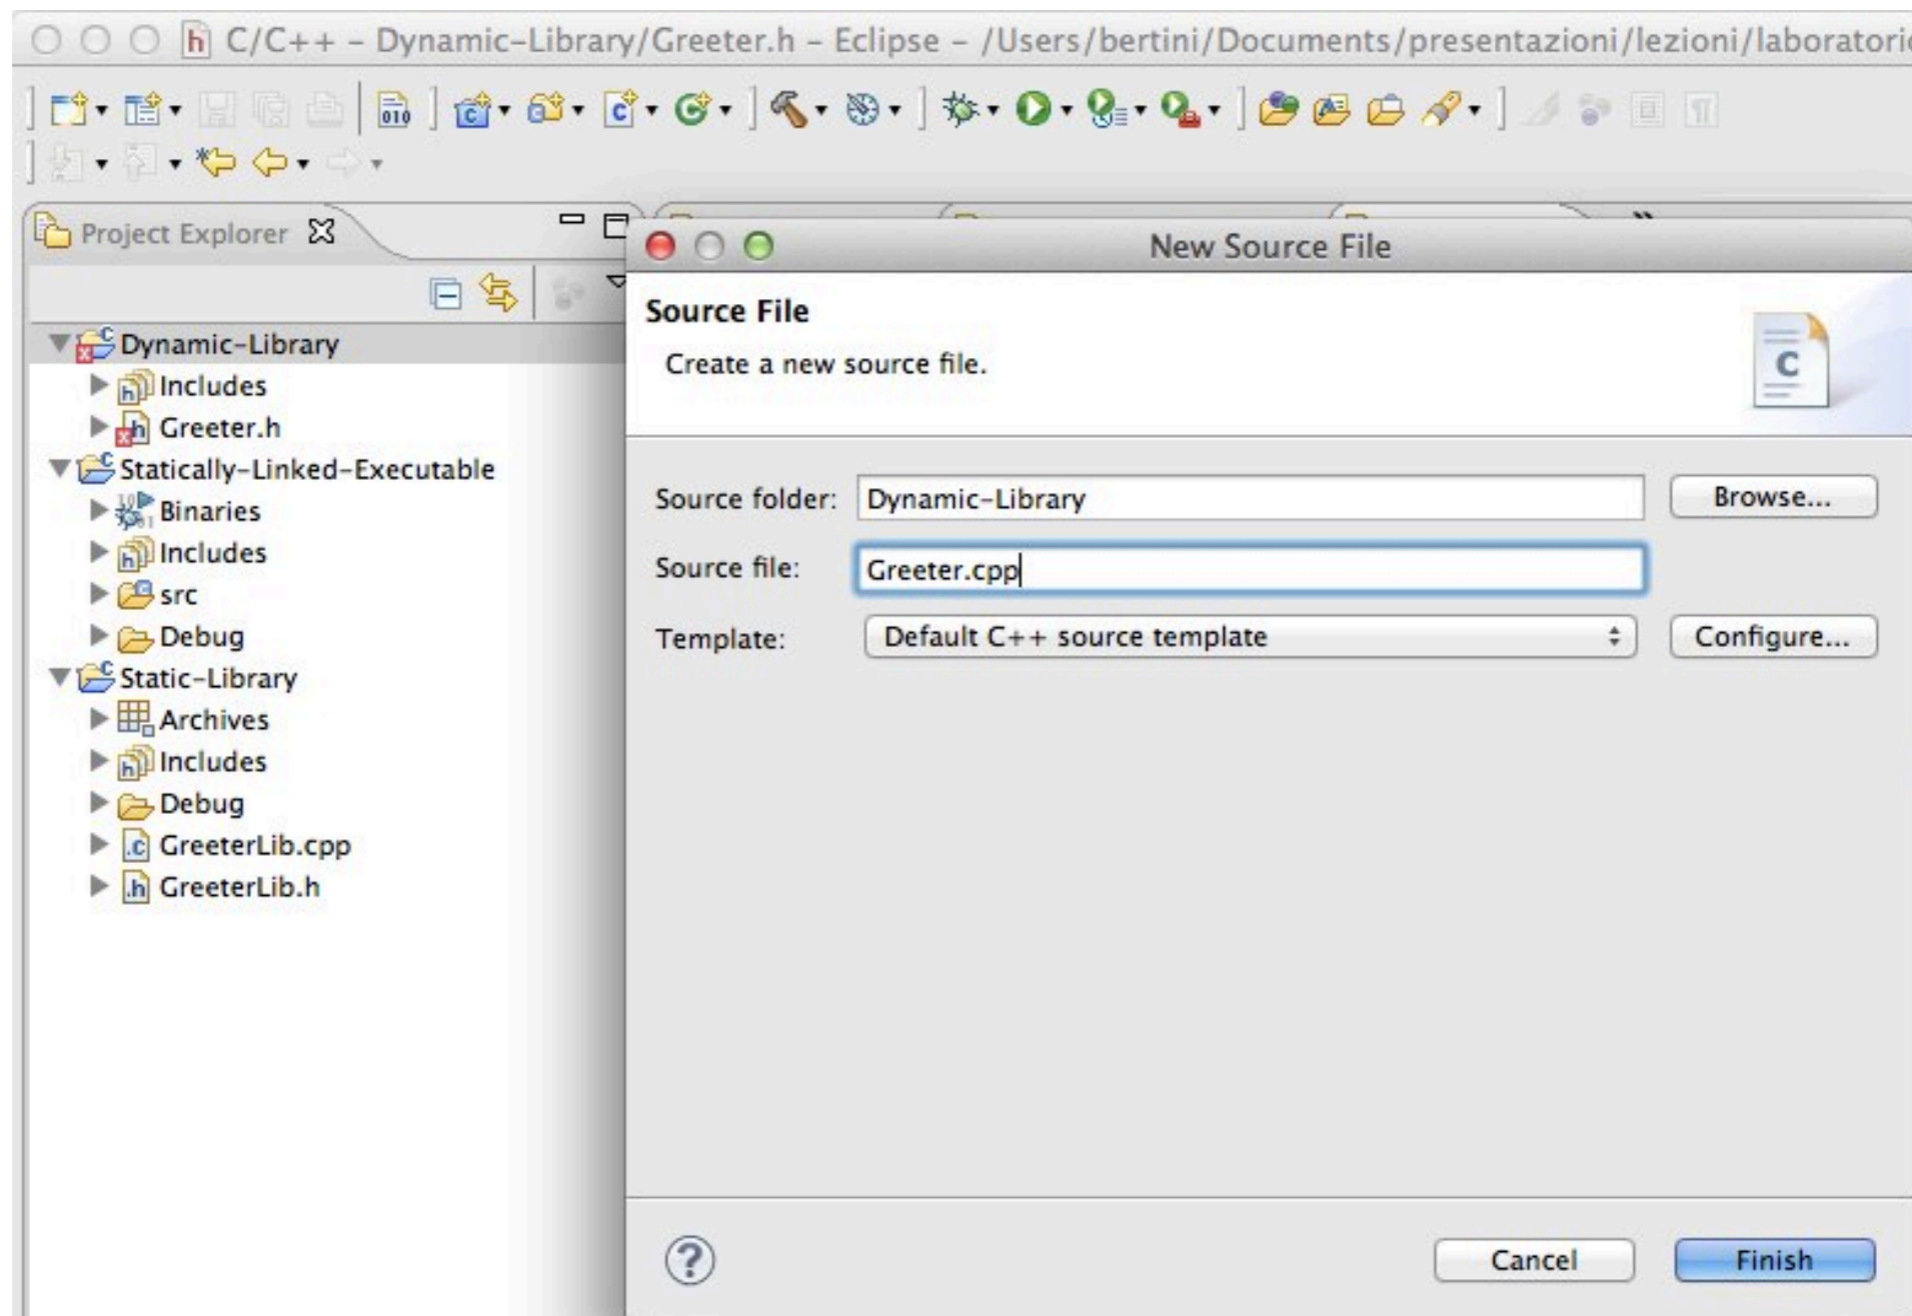 C/C++ – Dynamic-Library/Greeter.h – Eclipse – /Users/bertini/Documents/presentazioni/lezioni/laboratorio
010
Project Explorer
New Source File
Source File
Create a new source file.
Dynamic-Library
Includes
Greeter.h
Statically-Linked-Executable
Binaries
Includes
src
Debug
Static-Library
Archives
Includes
Debug
GreeterLib.cpp
GreeterLib.h
Source folder: Dynamic-Library Browse...
Source file: Greeter.cpp
Template: Default C++ source template Configure...
? Cancel Finish